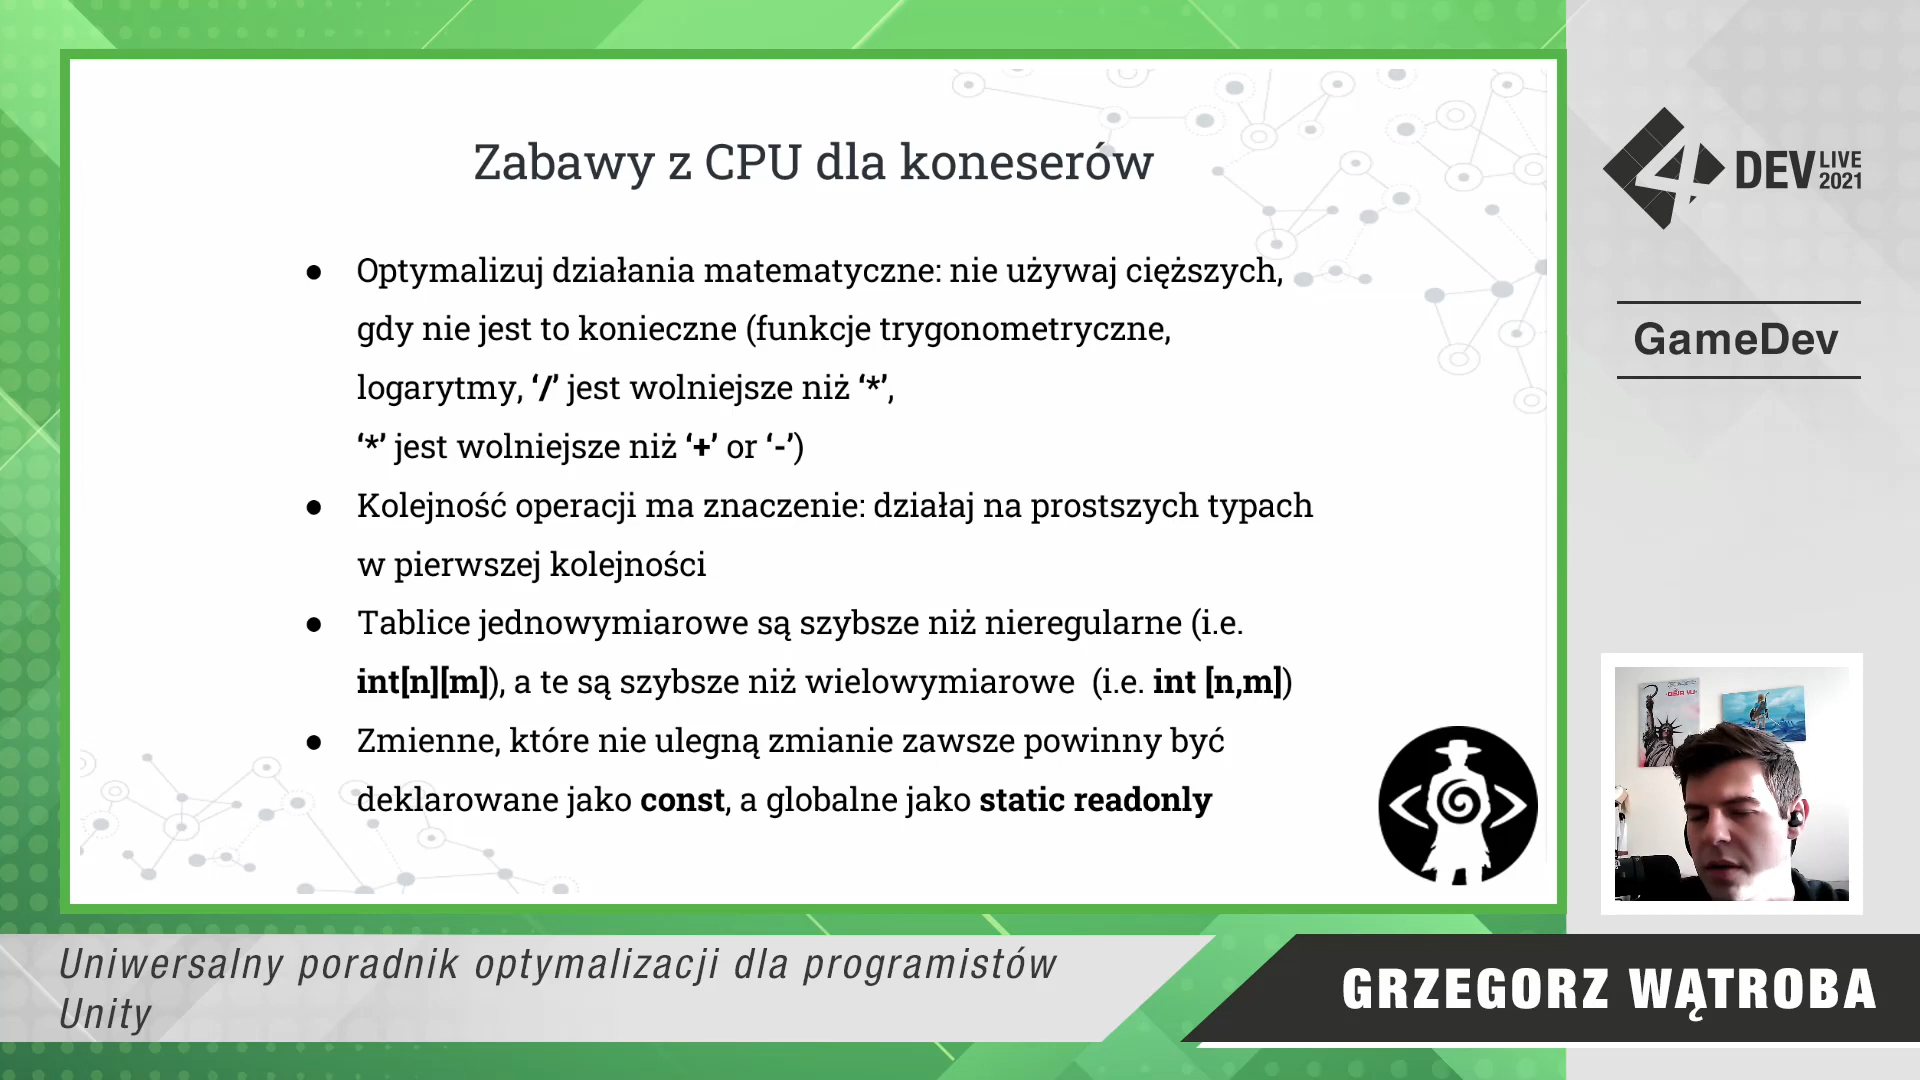 Zabawy z CPU dla koneserów
● Optymalizuj działania matematyczne: nie używaj cięższych,
gdy nie jest to konieczne (funkcje trygonometryczne,
logarytmy, ‘/’ jest wolniejsze niż ‘*’,
‘*’ jest wolniejsze niż ‘+’ or ‘-’)
● Kolejność operacji ma znaczenie: działaj na prostszych typach
w pierwszej kolejności
● Tablice jednowymiarowe są szybsze niż nieregularne (i.e.
int[n][m]), a te są szybsze niż wielowymiarowe (i.e. int [n,m])
● Zmienne, które nie ulegną zmianie zawsze powinny być
deklarowane jako const, a globalne jako static readonly
4DEV LIVE 2021
GameDev
Uniwersalny poradnik optymalizacji dla programistów
Unity
GRZEGORZ WĄTROBA